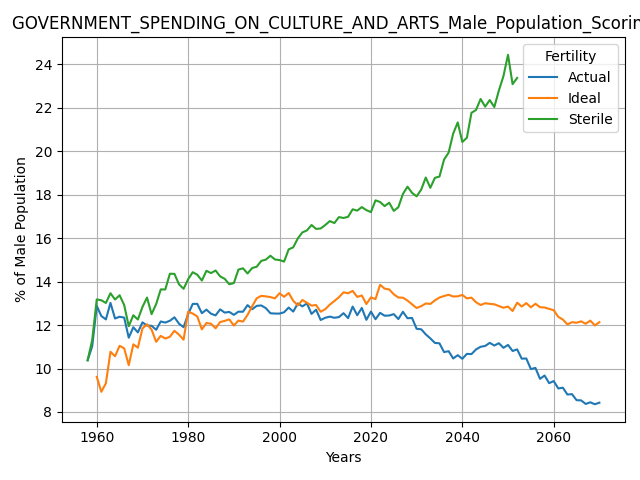 GOVERNMENT_SPENDING_ON_CULTURE_AND_ARTS_Male_Population_Scorin
Fertility
Actual
Ideal
Sterile
% of Male Population
24
22
20
18
16
14
12
10
8
1960 1980 2000 2020 2040 2060
Years